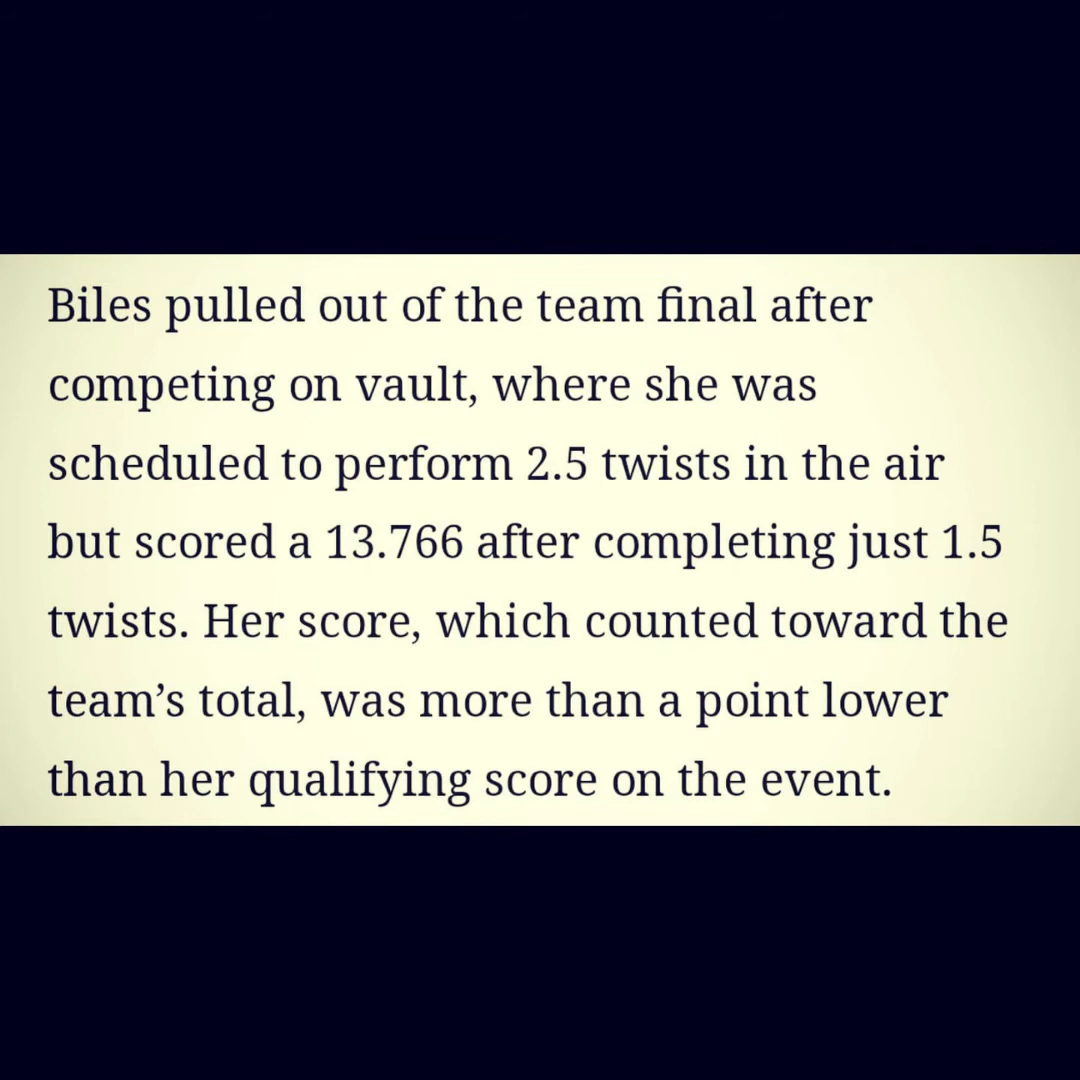 Biles pulled out of the team final after
competing on vault, where she was
scheduled to perform 2.5 twists in the air
but scored a 13.766 after completing just 1.5
twists. Her score, which counted toward the
team’s total, was more than a point lower
than her qualifying score on the event.